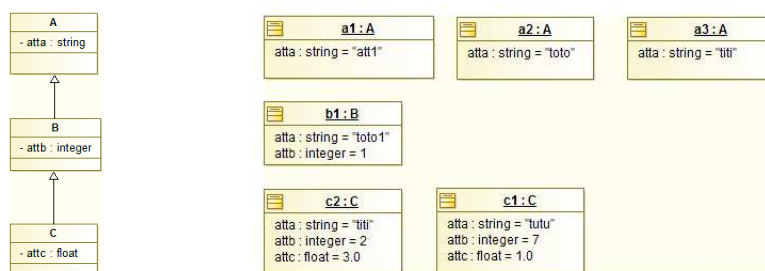 A
- atta : string
B
- attb : integer
C
- attc : float
a1 : A
atta : string = "att1"
a2 : A
atta : string = "toto"
a3 : A
atta : string = "titi"
b1 : B
atta : string = "toto1"
attb : integer = 1
c2 : C
atta : string = "titi"
attb : integer = 2
attc : float = 3.0
c1 : C
atta : string = "tutu"
attb : integer = 7
attc : float = 1.0